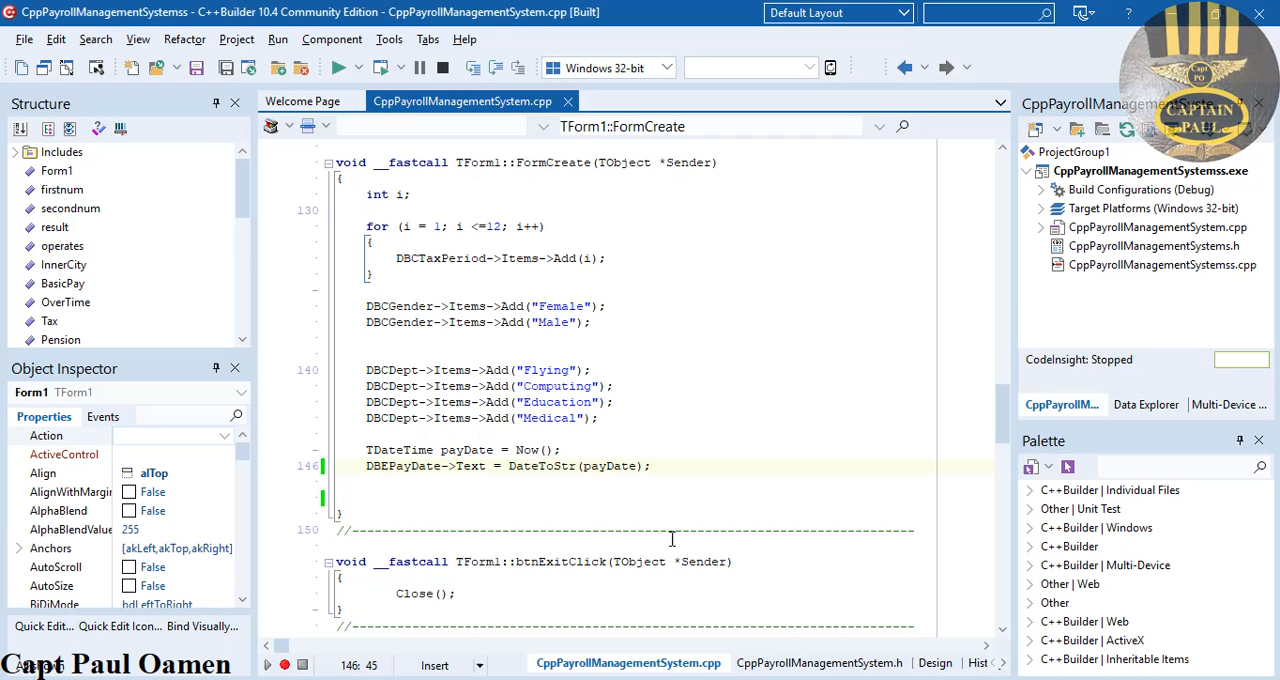 CppPayrollManagementSystemss - C++Builder 10.4 Community Edition - CppPayrollManagementSystem.cpp [Built]
Default Layout
?
File Edit Search View Refactor Project Run Component Tools Tabs Help
Windows 32-bit
Structure
Includes
Form1
firstnum
secondnum
result
operates
InnerCity
BasicPay
OverTime
Tax
Pension
Object Inspector
Form1 TForm1
Properties Events
Action
ActiveControl
Align alTop
AlignWithMargin False
AlphaBlend False
AlphaBlendValue 255
Anchors [akLeft,akTop,akRight]
AutoScroll False
AutoSize False
BiDiMode bdLeftToRight
Quick Edit... Quick Edit Icon... Bind Visually...
All shown
Capt Paul Oamen
Welcome Page CppPayrollManagementSystem.cpp
TForm1::FormCreate
void __fastcall TForm1::FormCreate(TObject *Sender)
{
int i;
130
for (i = 1; i <=12; i++)
{
DBCTaxPeriod->Items->Add(i);
}
DBCGender->Items->Add("Female");
DBCGender->Items->Add("Male");
140 DBCDept->Items->Add("Flying");
DBCDept->Items->Add("Computing");
DBCDept->Items->Add("Education");
DBCDept->Items->Add("Medical");
TDateTime payDate = Now();
146 DBEPayDate->Text = DateToStr(payDate);
}
150 //---------------------------------------------------------------------------
void __fastcall TForm1::btnExitClick(TObject *Sender)
{
Close();
}
//---------------------------------------------------------------------------
146: 45 Insert CppPayrollManagementSystem.cpp CppPayrollManagementSystem.h Design Hist
Capt
PO
CAPTAIN
PAUL
CppPayrollManagementSyste
ProjectGroup1
CppPayrollManagementSystemss.exe
Build Configurations (Debug)
Target Platforms (Windows 32-bit)
CppPayrollManagementSystem.cpp
CppPayrollManagementSystems.h
CppPayrollManagementSystemss.cpp
CodeInsight: Stopped
CppPayrollM... Data Explorer Multi-Device ...
Palette
C++Builder | Individual Files
Other | Unit Test
C++Builder | Windows
C++Builder
C++Builder | Multi-Device
Other | Web
Other
C++Builder | Web
C++Builder | ActiveX
C++Builder | Inheritable Items